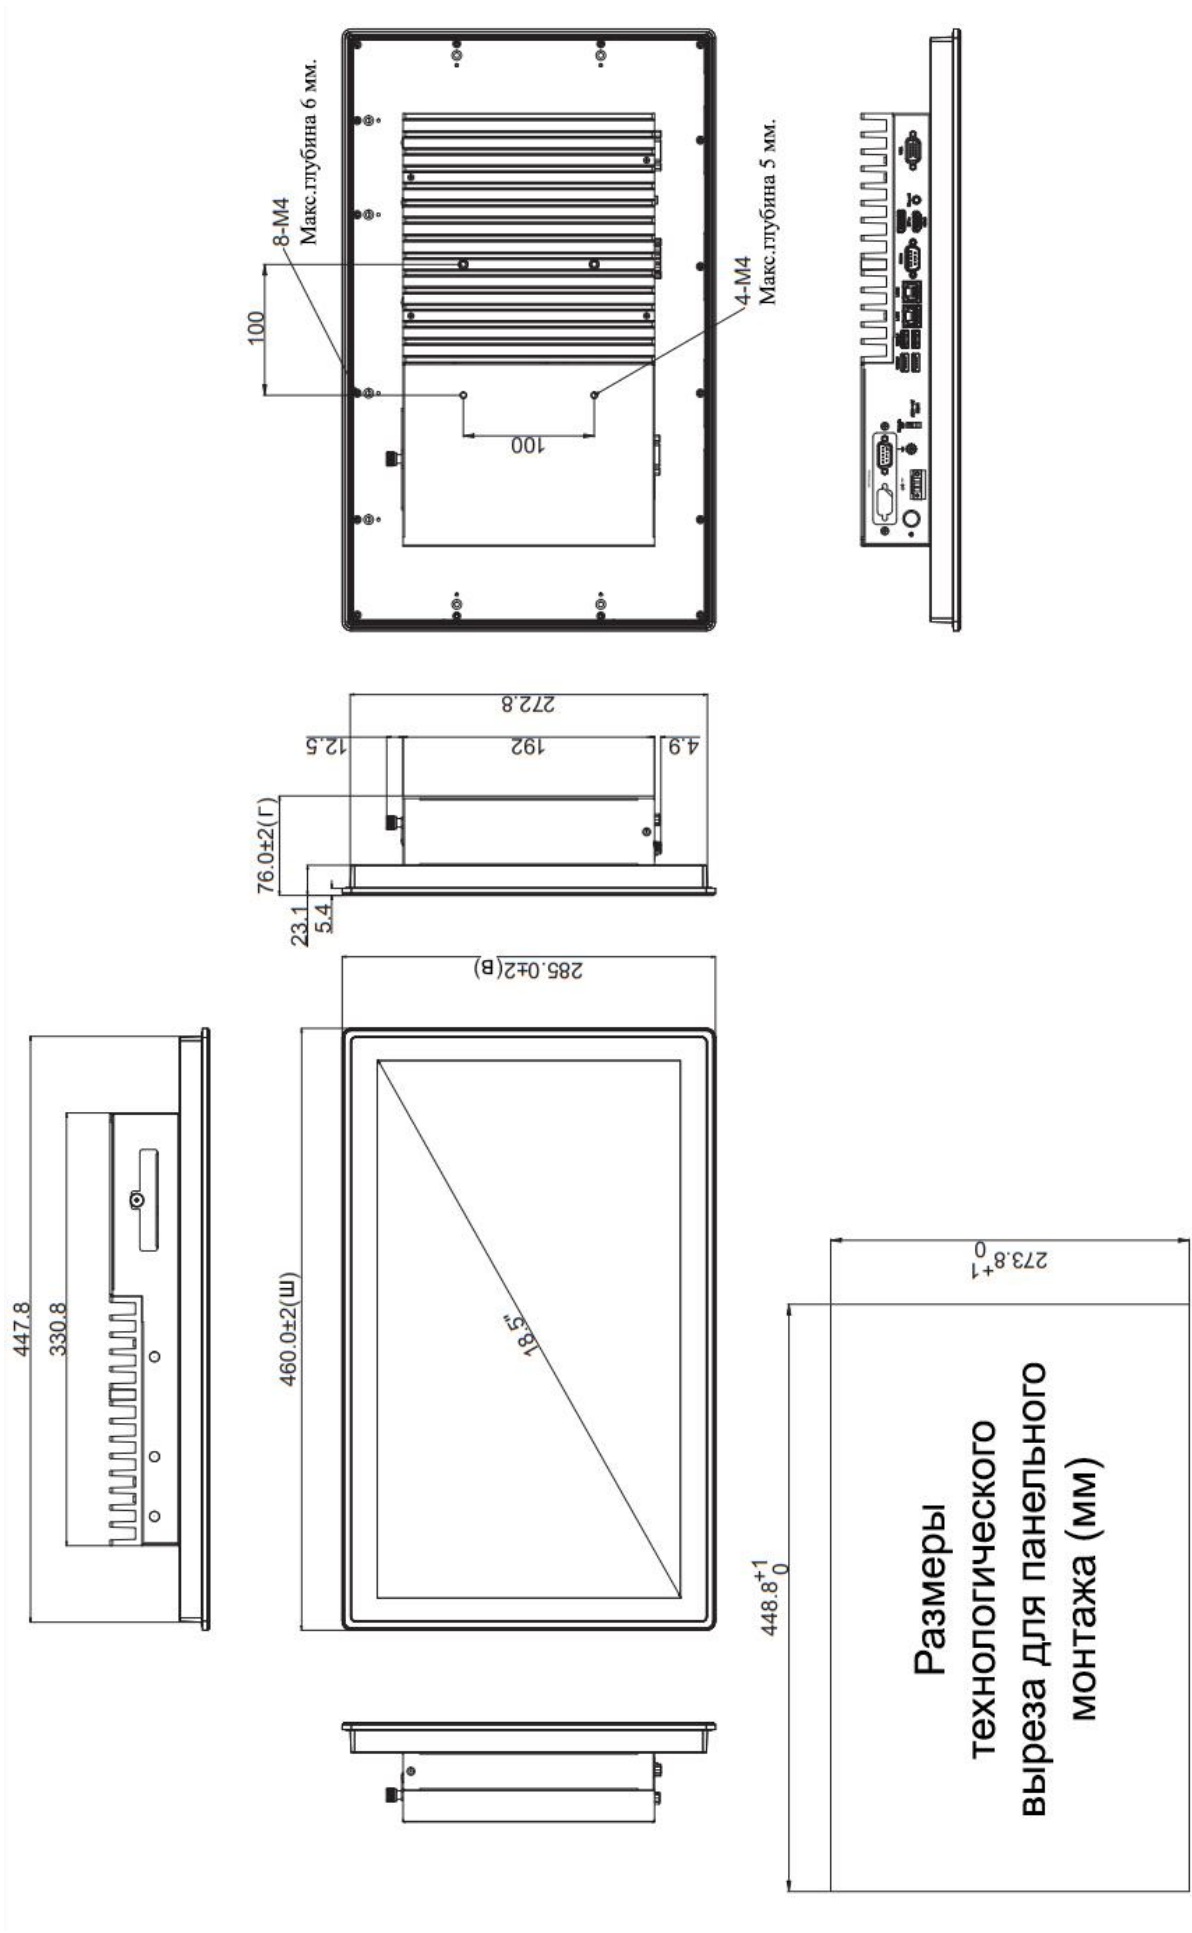 447.8
330.8
460.0±2(Ш)
18.5"
285.0±2(В)
76.0±2(Г)
23.1
5.4
272.8
12.5
192
4.9
8-М4
Макс.глубина 6 мм.
100
100
4-М4
Макс.глубина 5 мм.
448.8+1
0
273.8+1
0
Размеры
технологического
выреза для панельного
монтажа (мм)